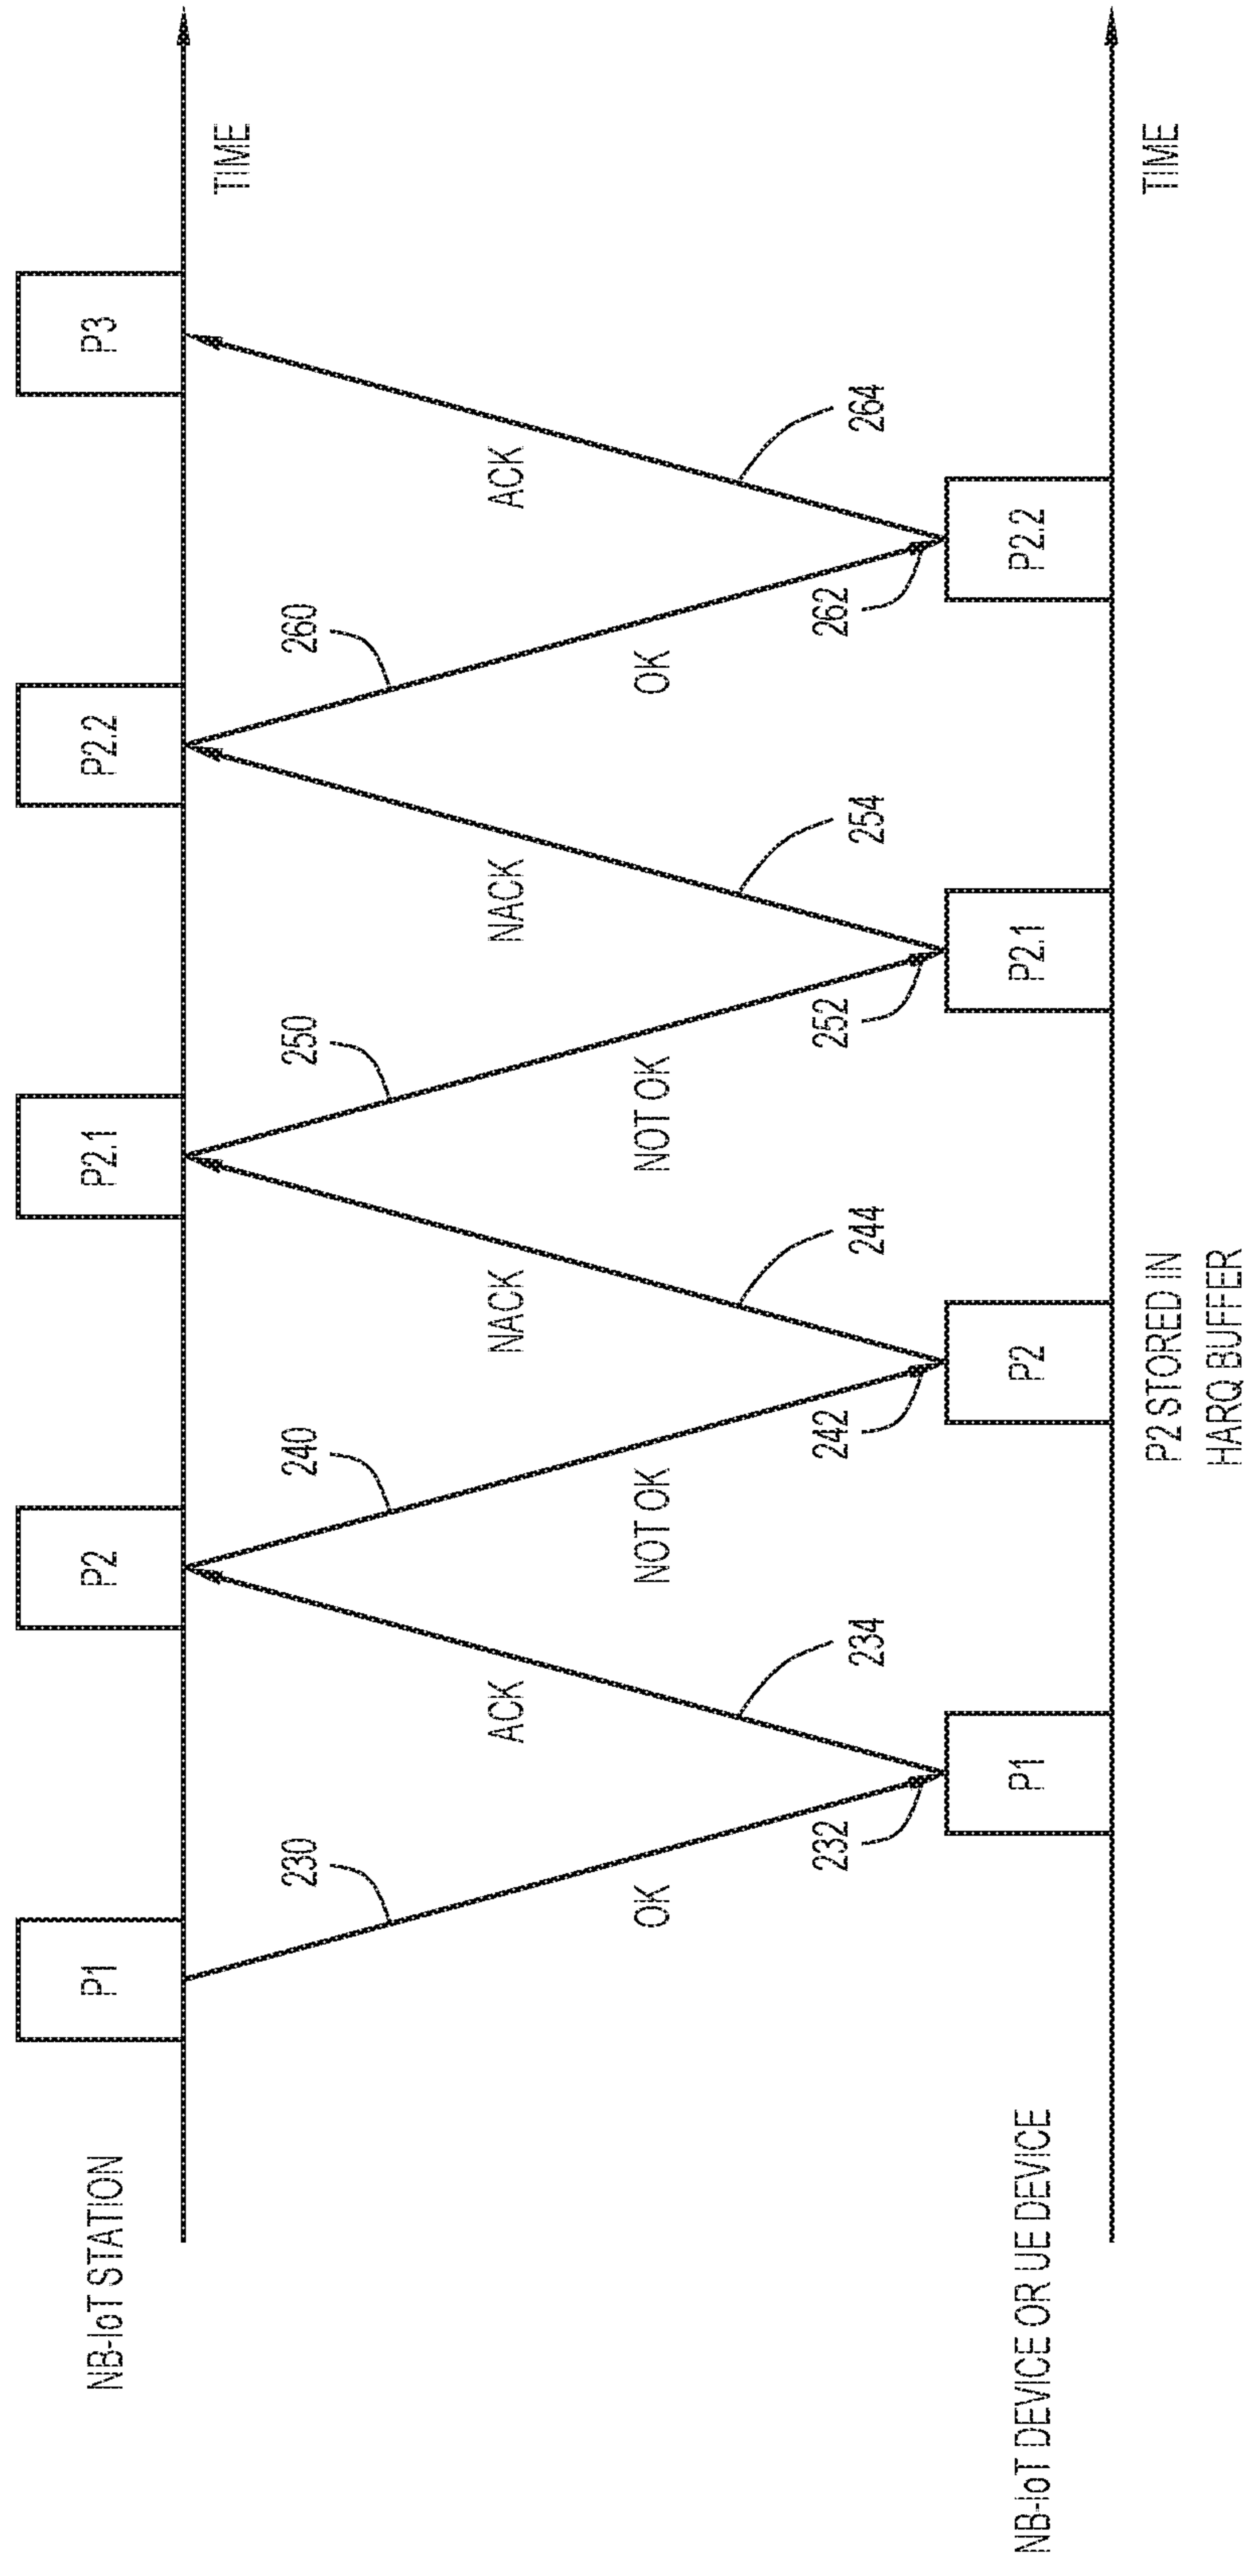 NB-IoT STATION
P1
P2
P2.1
P2.2
P3
TIME
230
240
250
260
ACK
NACK
NACK
ACK
OK
NOT OK
NOT OK
OK
232
242
252
262
234
244
254
264
NB-IoT DEVICE OR UE DEVICE
P1
P2
P2.1
P2.2
TIME
P2 STORED IN
HARQ BUFFER